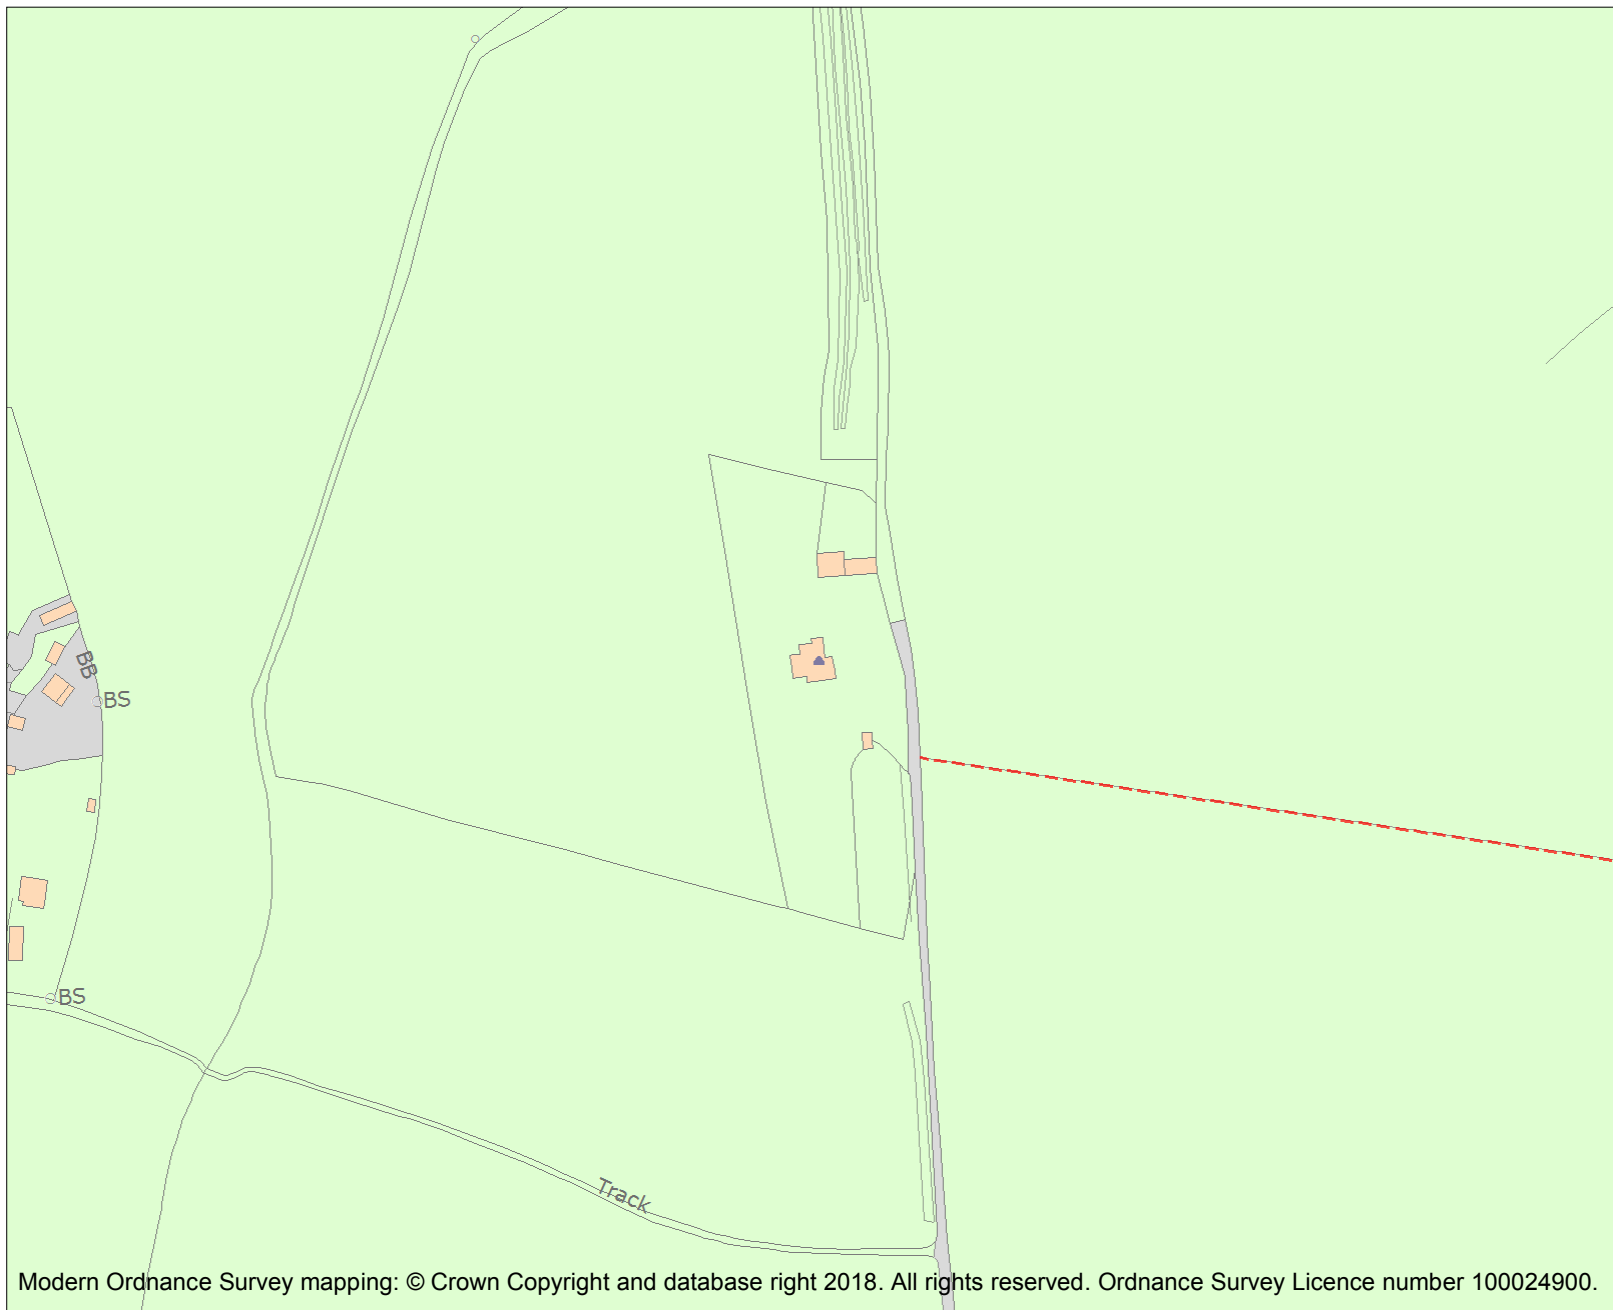 BB
BS
BS
Track
Modern Ordnance Survey mapping: © Crown Copyright and database right 2018. All rights reserved. Ordnance Survey Licence number 100024900.